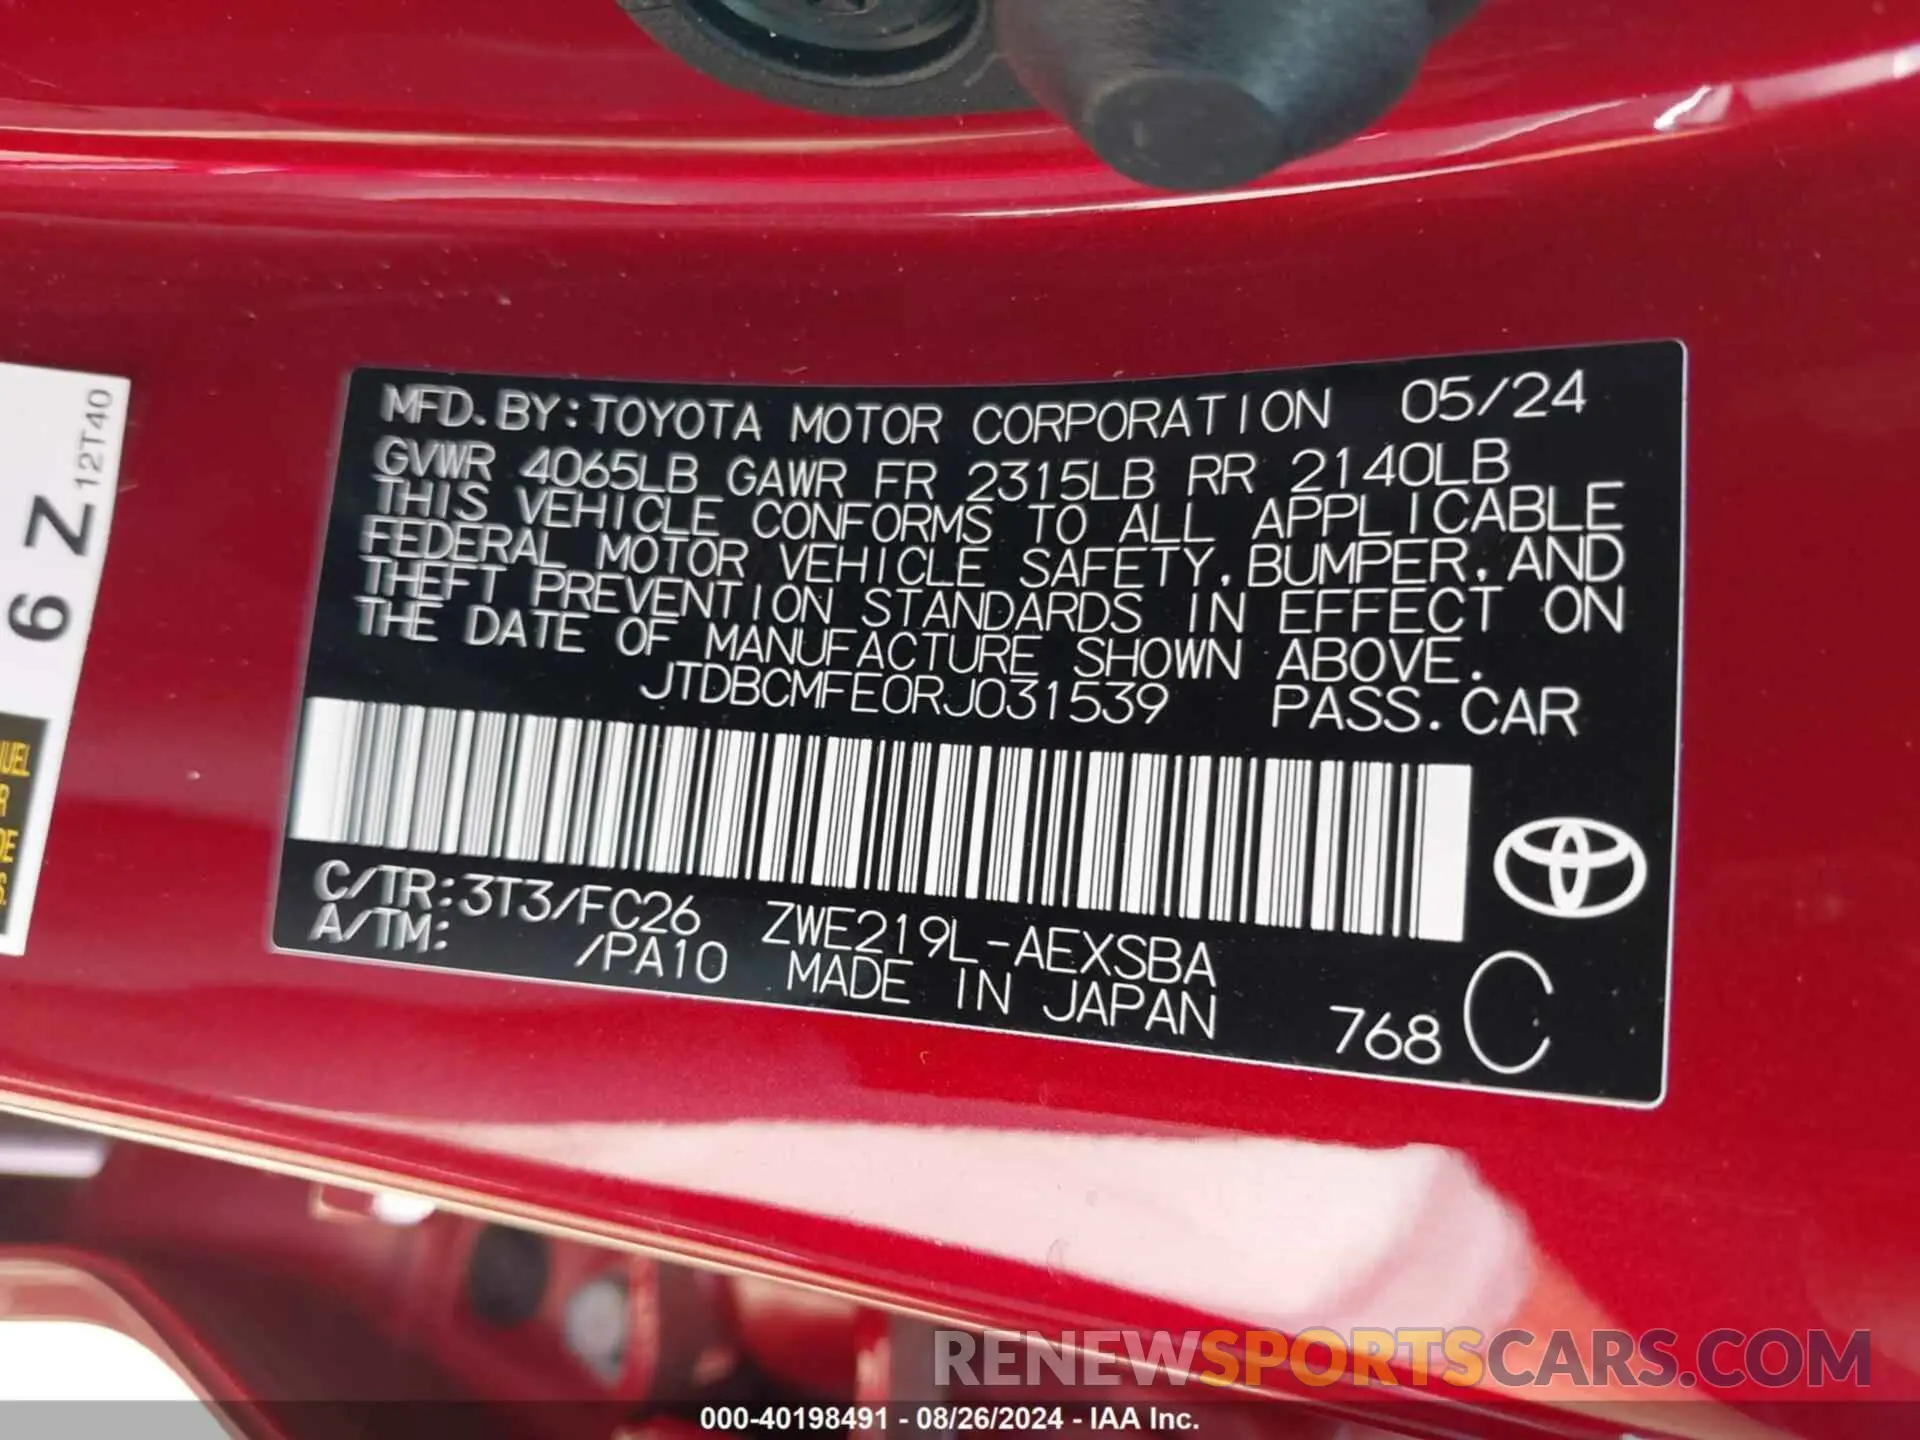 MFD. BY: TOYOTA MOTOR CORPORATION 05/24
GVWR 4065LB GAWR FR 2315LB RR 2140LB
THIS VEHICLE CONFORMS TO ALL APPLICABLE
FEDERAL MOTOR VEHICLE SAFETY, BUMPER, AND
THEFT PREVENTION STANDARDS IN EFFECT ON
THE DATE OF MANUFACTURE SHOWN ABOVE.
JTDBCMFE0RJ031539 PASS. CAR
C/TR: 3T3/FC26 ZWE219L-AEXSBA
A/TM: /PA10 MADE IN JAPAN 768 C
6 Z 12T40
RENEWSPORTSCARS.COM
000-40198491 - 08/26/2024 - IAA Inc.